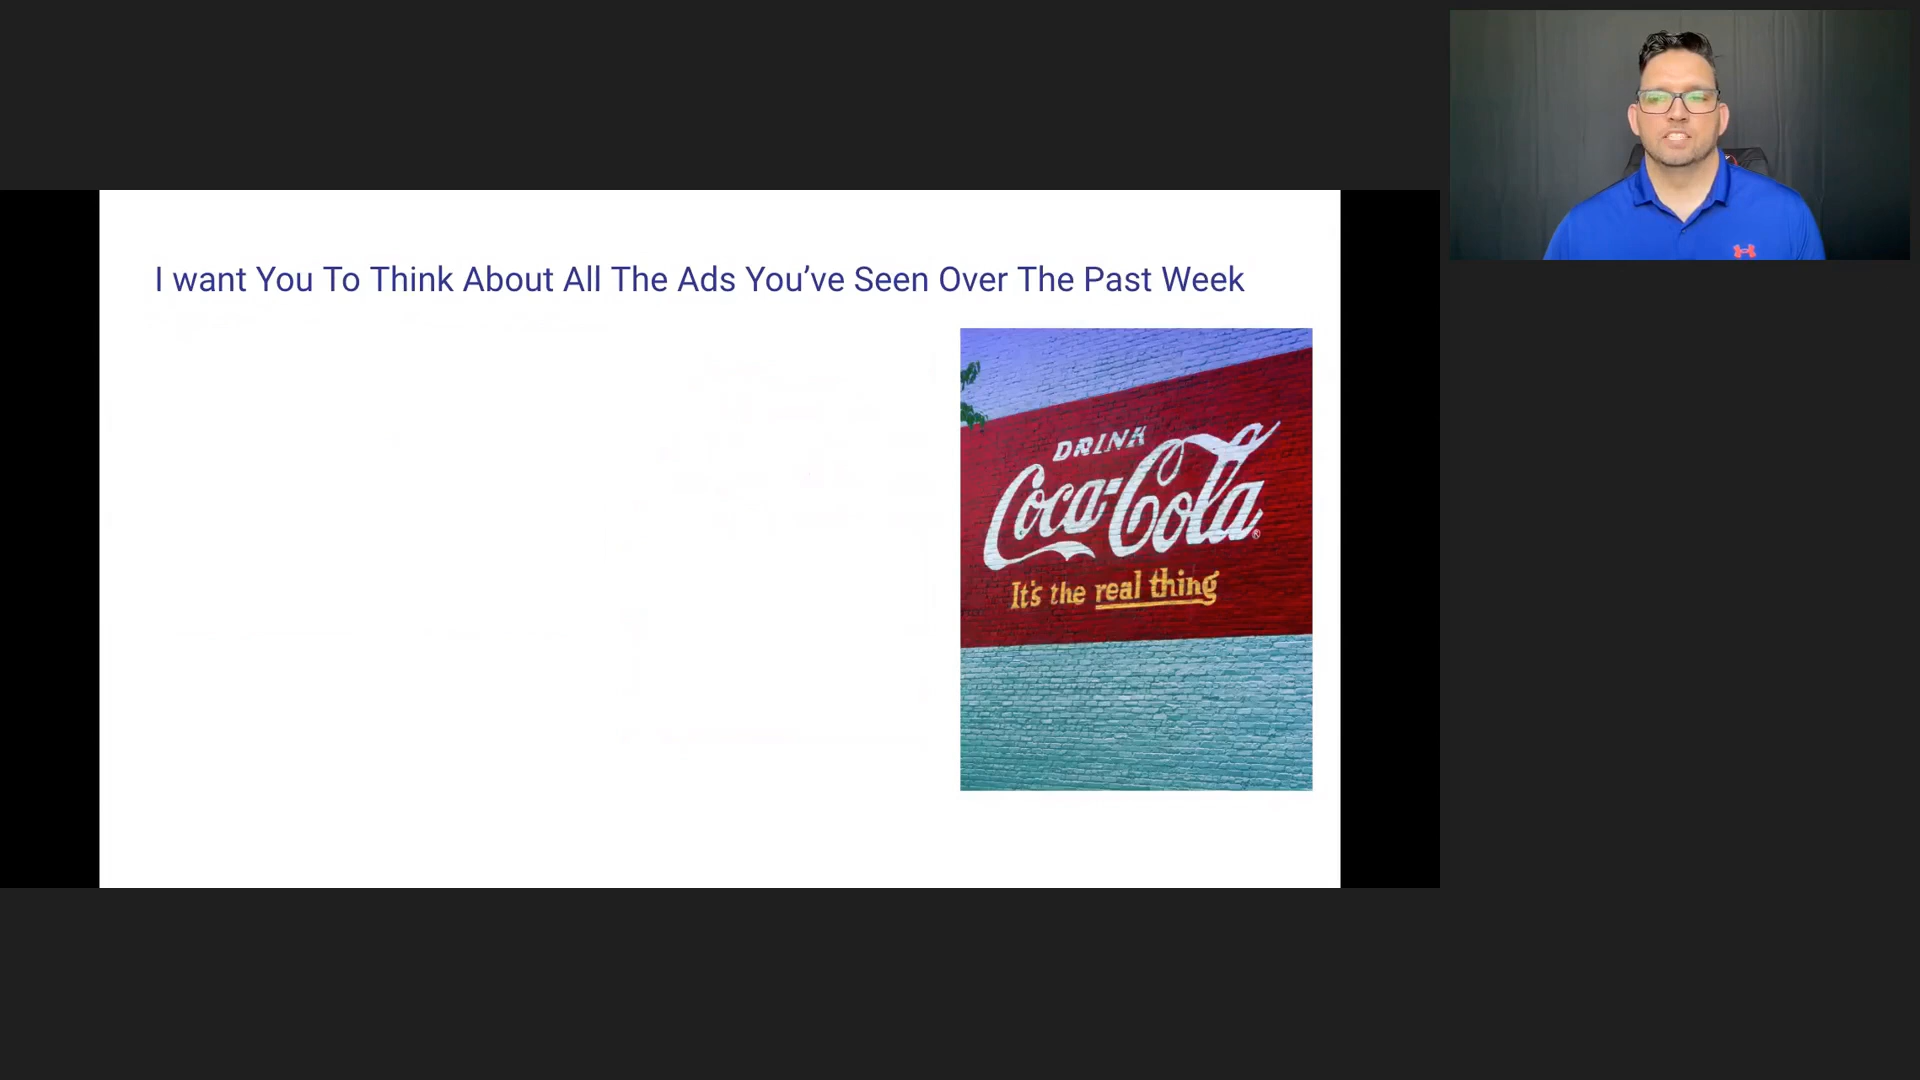 I want You To Think About All The Ads You’ve Seen Over The Past Week
DRINK
Coca-Cola®
It's the real thing